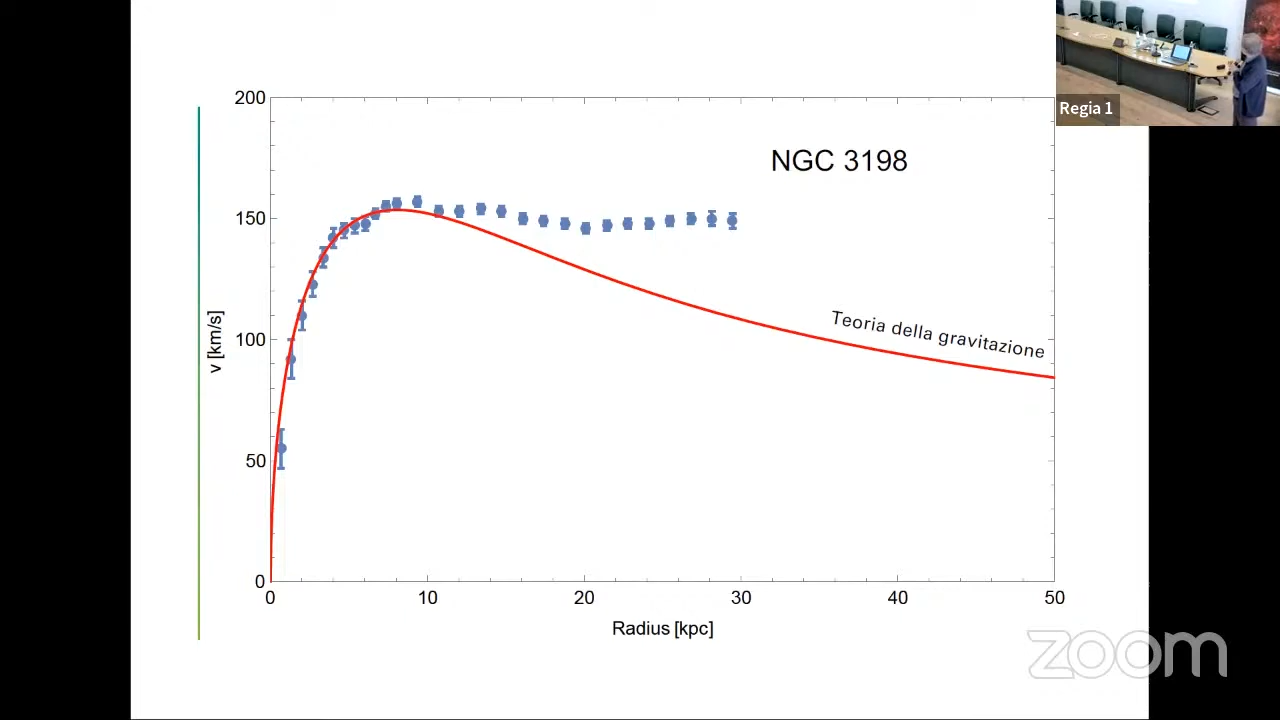 Regia 1
NGC 3198
200
150
100
50
0
v [km/s]
Teoria della gravitazione
0 10 20 30 40 50
Radius [kpc]
zoom